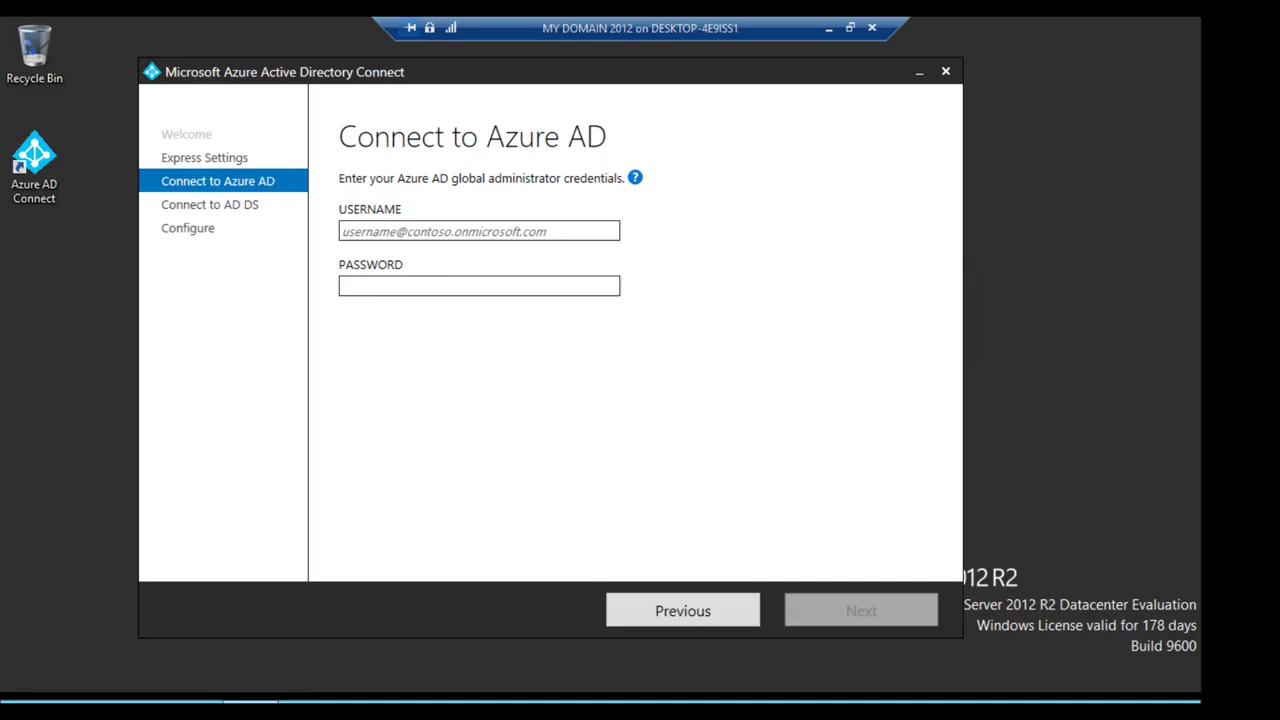 MY DOMAIN 2012 on DESKTOP-4E9ISS1
Recycle Bin
Azure AD
Connect
Microsoft Azure Active Directory Connect
Welcome
Express Settings
Connect to Azure AD
Connect to AD DS
Configure
Connect to Azure AD
Enter your Azure AD global administrator credentials. ?
USERNAME
username@contoso.onmicrosoft.com
PASSWORD
Previous
Next
012 R2
Server 2012 R2 Datacenter Evaluation
Windows License valid for 178 days
Build 9600